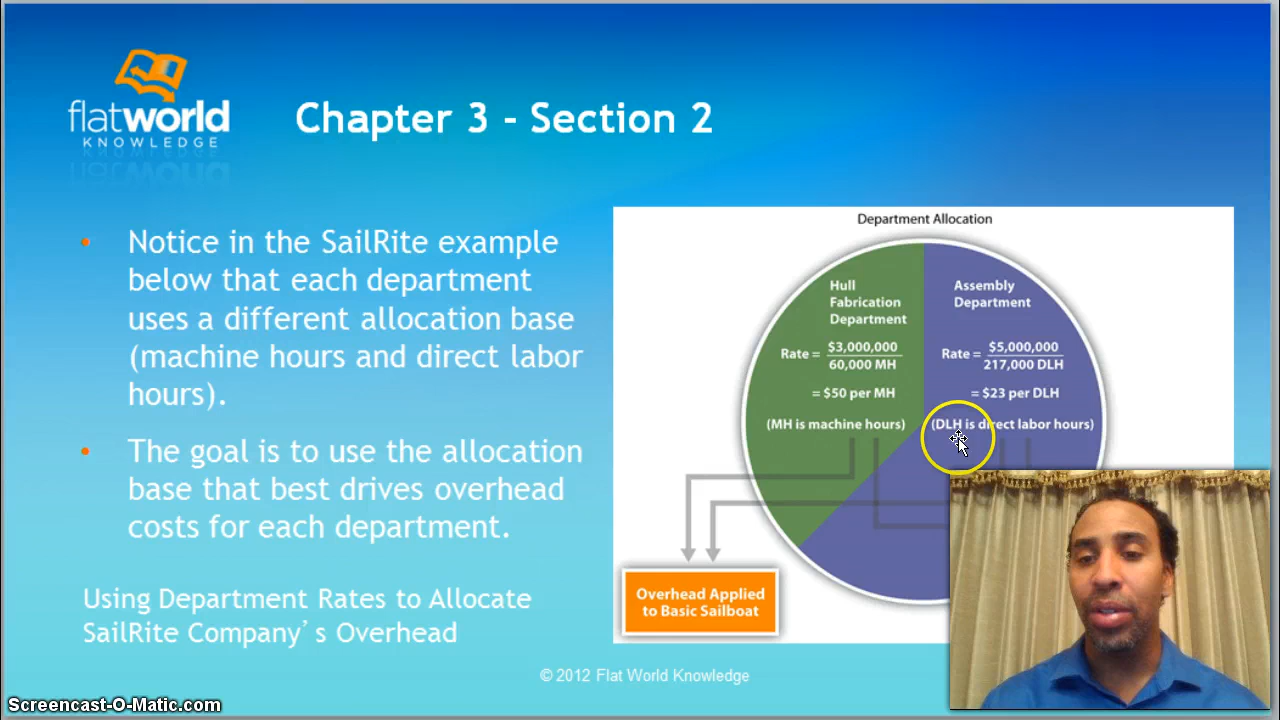 flatworld
KNOWLEDGE
Chapter 3 - Section 2
• Notice in the SailRite example
below that each department
uses a different allocation base
(machine hours and direct labor
hours).
• The goal is to use the allocation
base that best drives overhead
costs for each department.
Using Department Rates to Allocate
SailRite Company's Overhead
Department Allocation
Hull
Fabrication
Department
Rate = $3,000,000
60,000 MH
= $50 per MH
(MH is machine hours)
Assembly
Department
Rate = $5,000,000
217,000 DLH
= $23 per DLH
(DLH is direct labor hours)
Overhead Applied
to Basic Sailboat
© 2012 Flat World Knowledge
Screencast-O-Matic.com